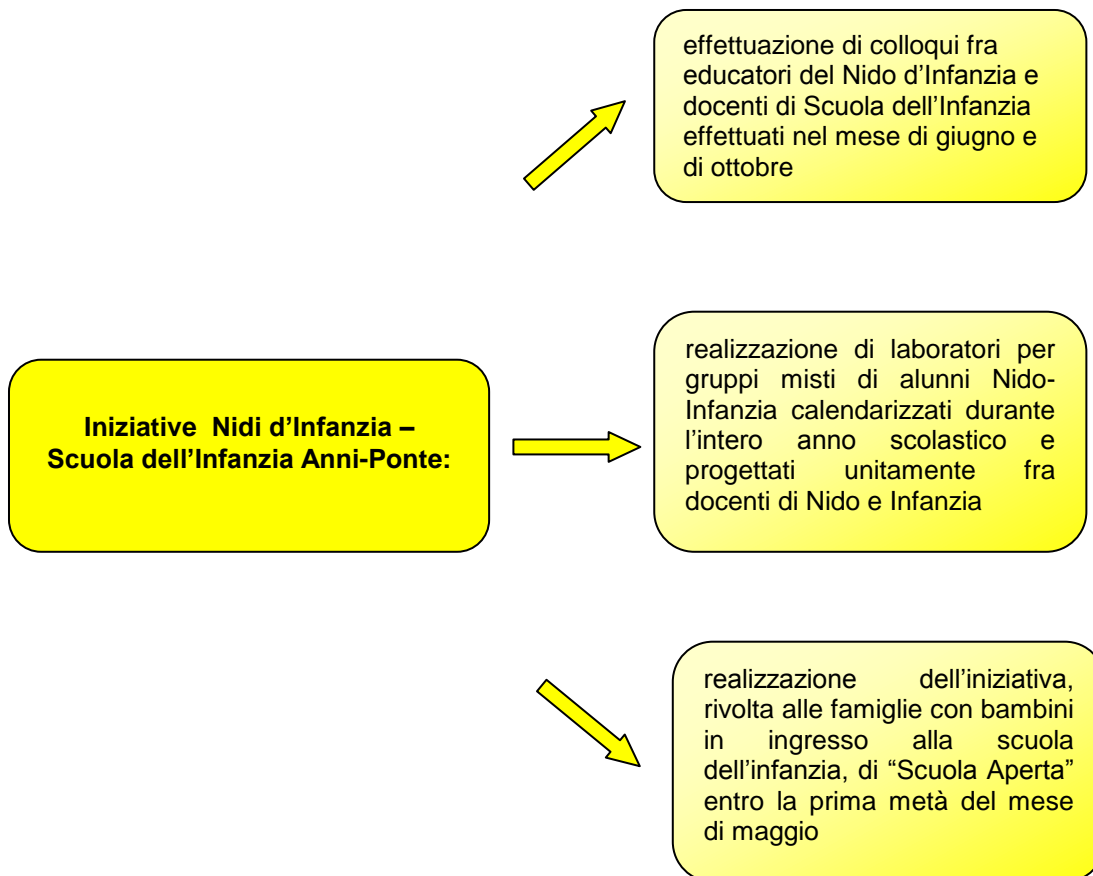 effettuazione di colloqui fra
educatori del Nido d’Infanzia e
docenti di Scuola dell’Infanzia
effettuati nel mese di giugno e
di ottobre
Iniziative Nidi d’Infanzia –
Scuola dell’Infanzia Anni-Ponte:
realizzazione di laboratori per
gruppi misti di alunni Nido-
Infanzia calendarizzati durante
l’intero anno scolastico e
progettati unitamente fra
docenti di Nido e Infanzia
realizzazione dell’iniziativa,
rivolta alle famiglie con bambini
in ingresso alla scuola
dell’infanzia, di “Scuola Aperta”
entro la prima metà del mese
di maggio